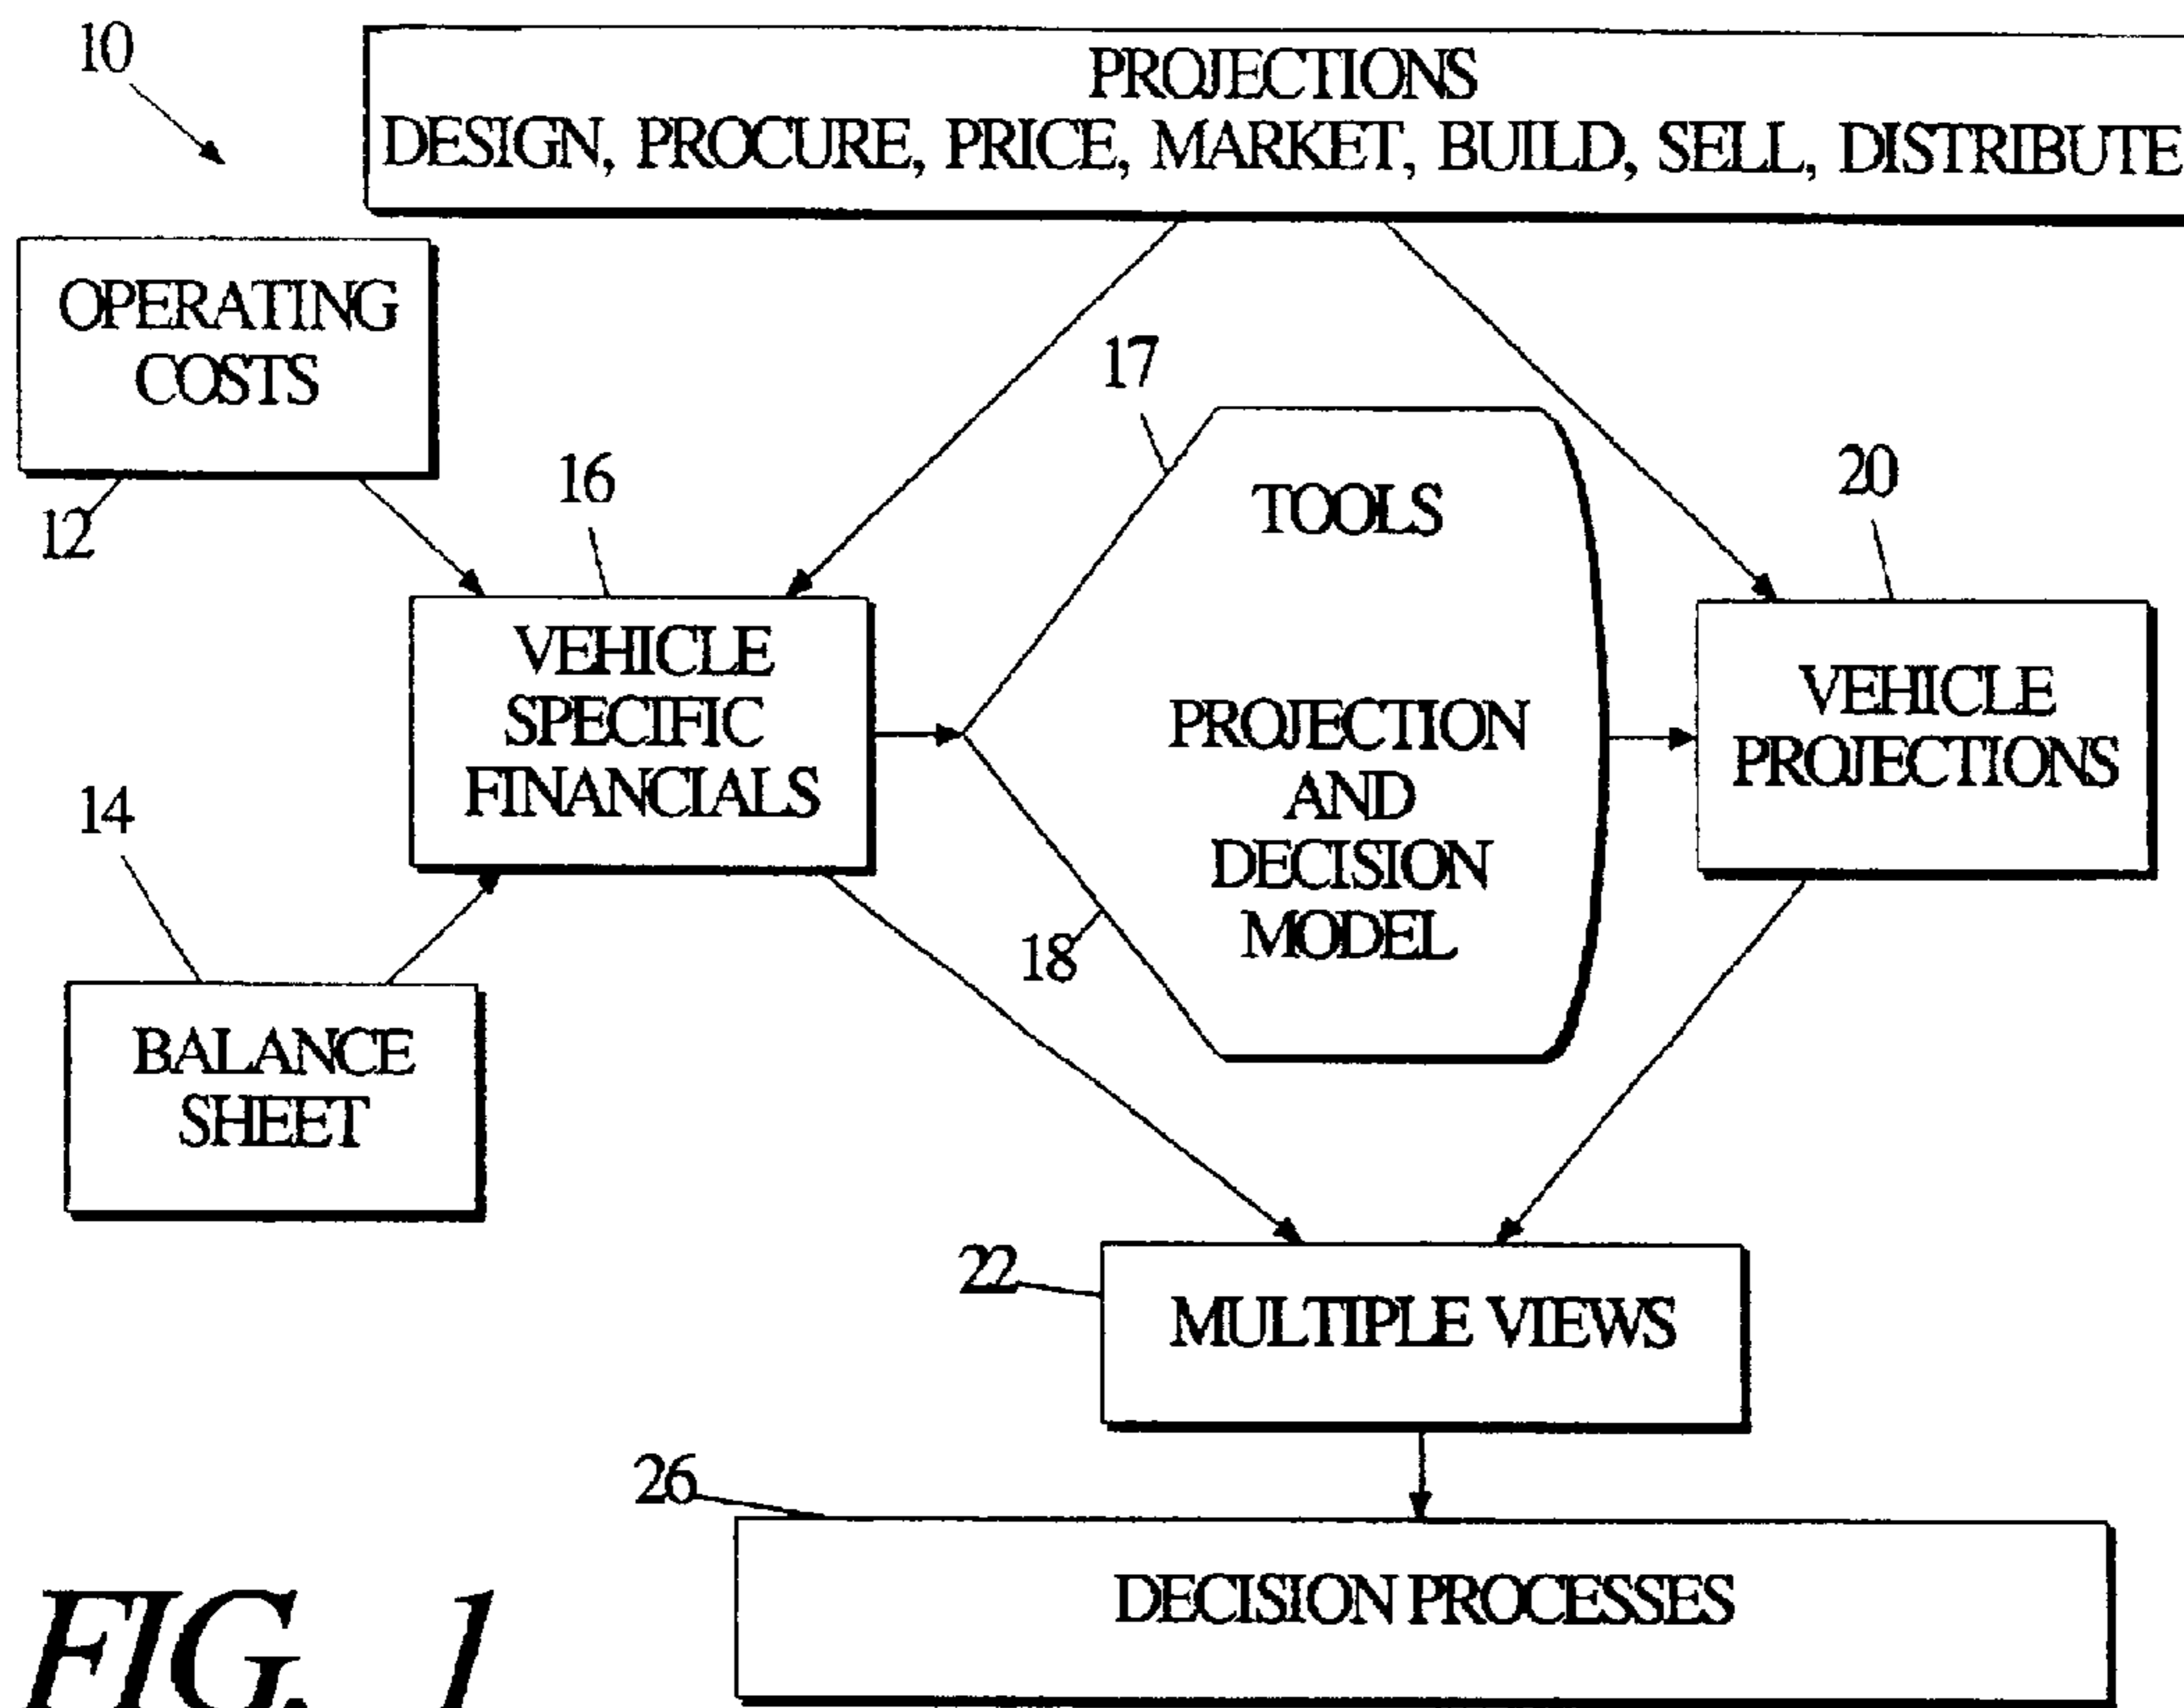 10
PROJECTIONS
DESIGN, PROCURE, PRICE, MARKET, BUILD, SELL, DISTRIBUTE
OPERATING
COSTS
12
17
16
20
TOOLS
VEHICLE
SPECIFIC
FINANCIALS
PROJECTION
AND
DECISION
MODEL
VEHICLE
PROJECTIONS
14
18
BALANCE
SHEET
22
MULTIPLE VIEWS
26
DECISION PROCESSES
FIG. 1